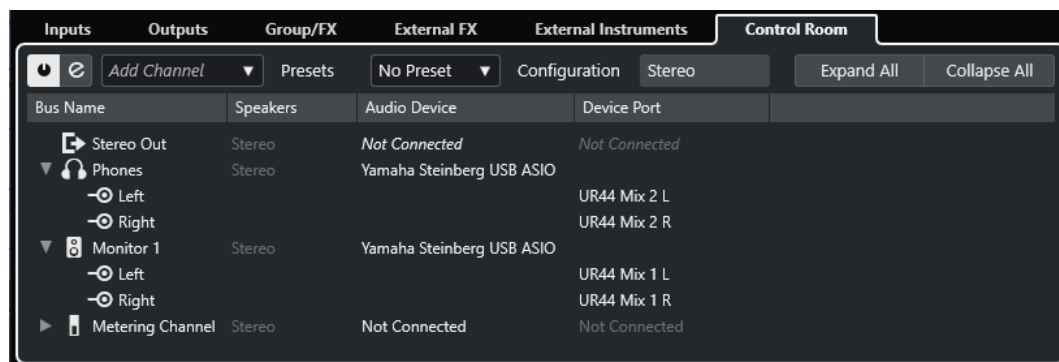 Inputs Outputs Group/FX External FX External Instruments Control Room
e Add Channel Presets No Preset Configuration Stereo Expand All Collapse All
Bus Name Speakers Audio Device Device Port
Stereo Out Stereo Not Connected Not Connected
Phones Stereo Yamaha Steinberg USB ASIO
Left UR44 Mix 2 L
Right UR44 Mix 2 R
Monitor 1 Stereo Yamaha Steinberg USB ASIO
Left UR44 Mix 1 L
Right UR44 Mix 1 R
Metering Channel Stereo Not Connected Not Connected